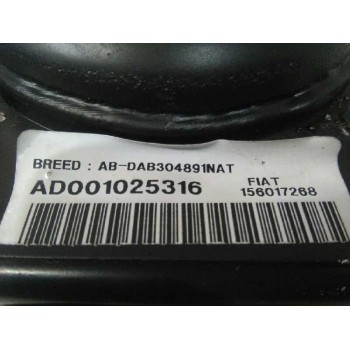 BREED : AB-DAB304891NAT
AD001025316
FIAT
156017268